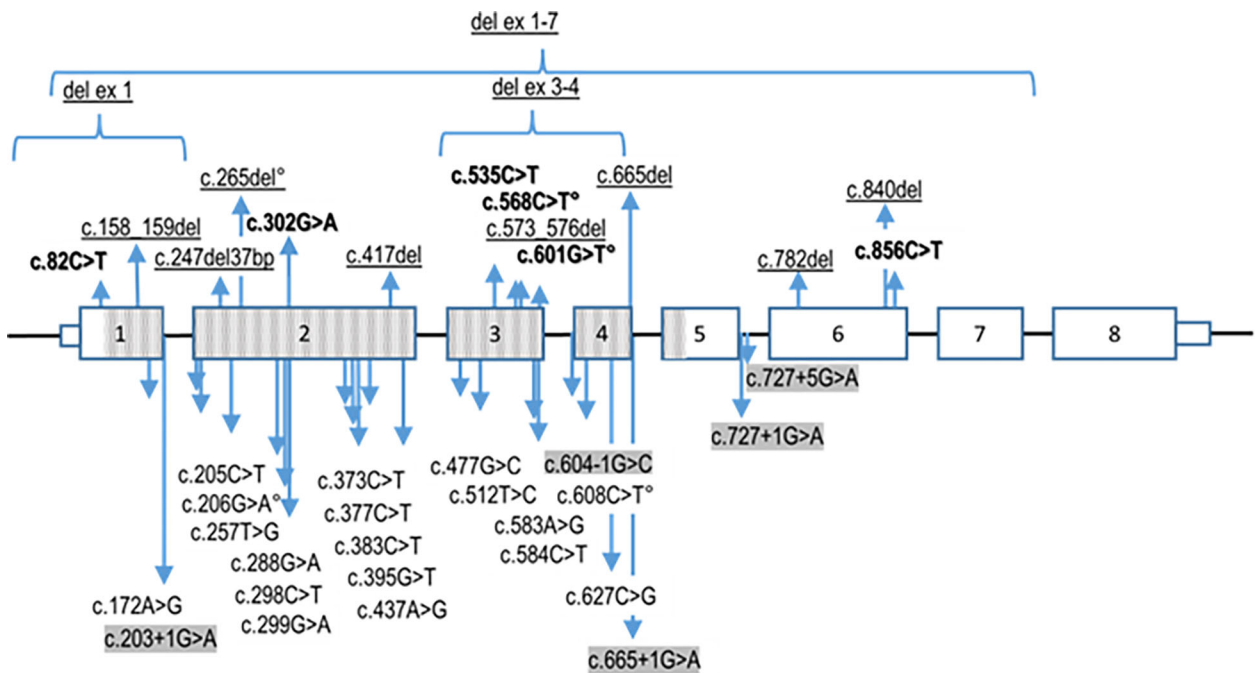 del ex 1-7
del ex 1
del ex 3-4
c.265del°
c.535C>T
c.665del
c.568C>T°
c.840del
c.158_159del
c.302G>A
c.573_576del
c.82C>T
c.247del37bp
c.417del
c.601G>T°
c.782del
c.856C>T
1
2
3
4
5
6
7
8
c.727+5G>A
c.727+1G>A
c.205C>T
c.206G>A°
c.257T>G
c.288G>A
c.298C>T
c.299G>A
c.373C>T
c.377C>T
c.383C>T
c.395G>T
c.437A>G
c.477G>C
c.512T>C
c.583A>G
c.584C>T
c.604-1G>C
c.608C>T°
c.627C>G
c.665+1G>A
c.172A>G
c.203+1G>A